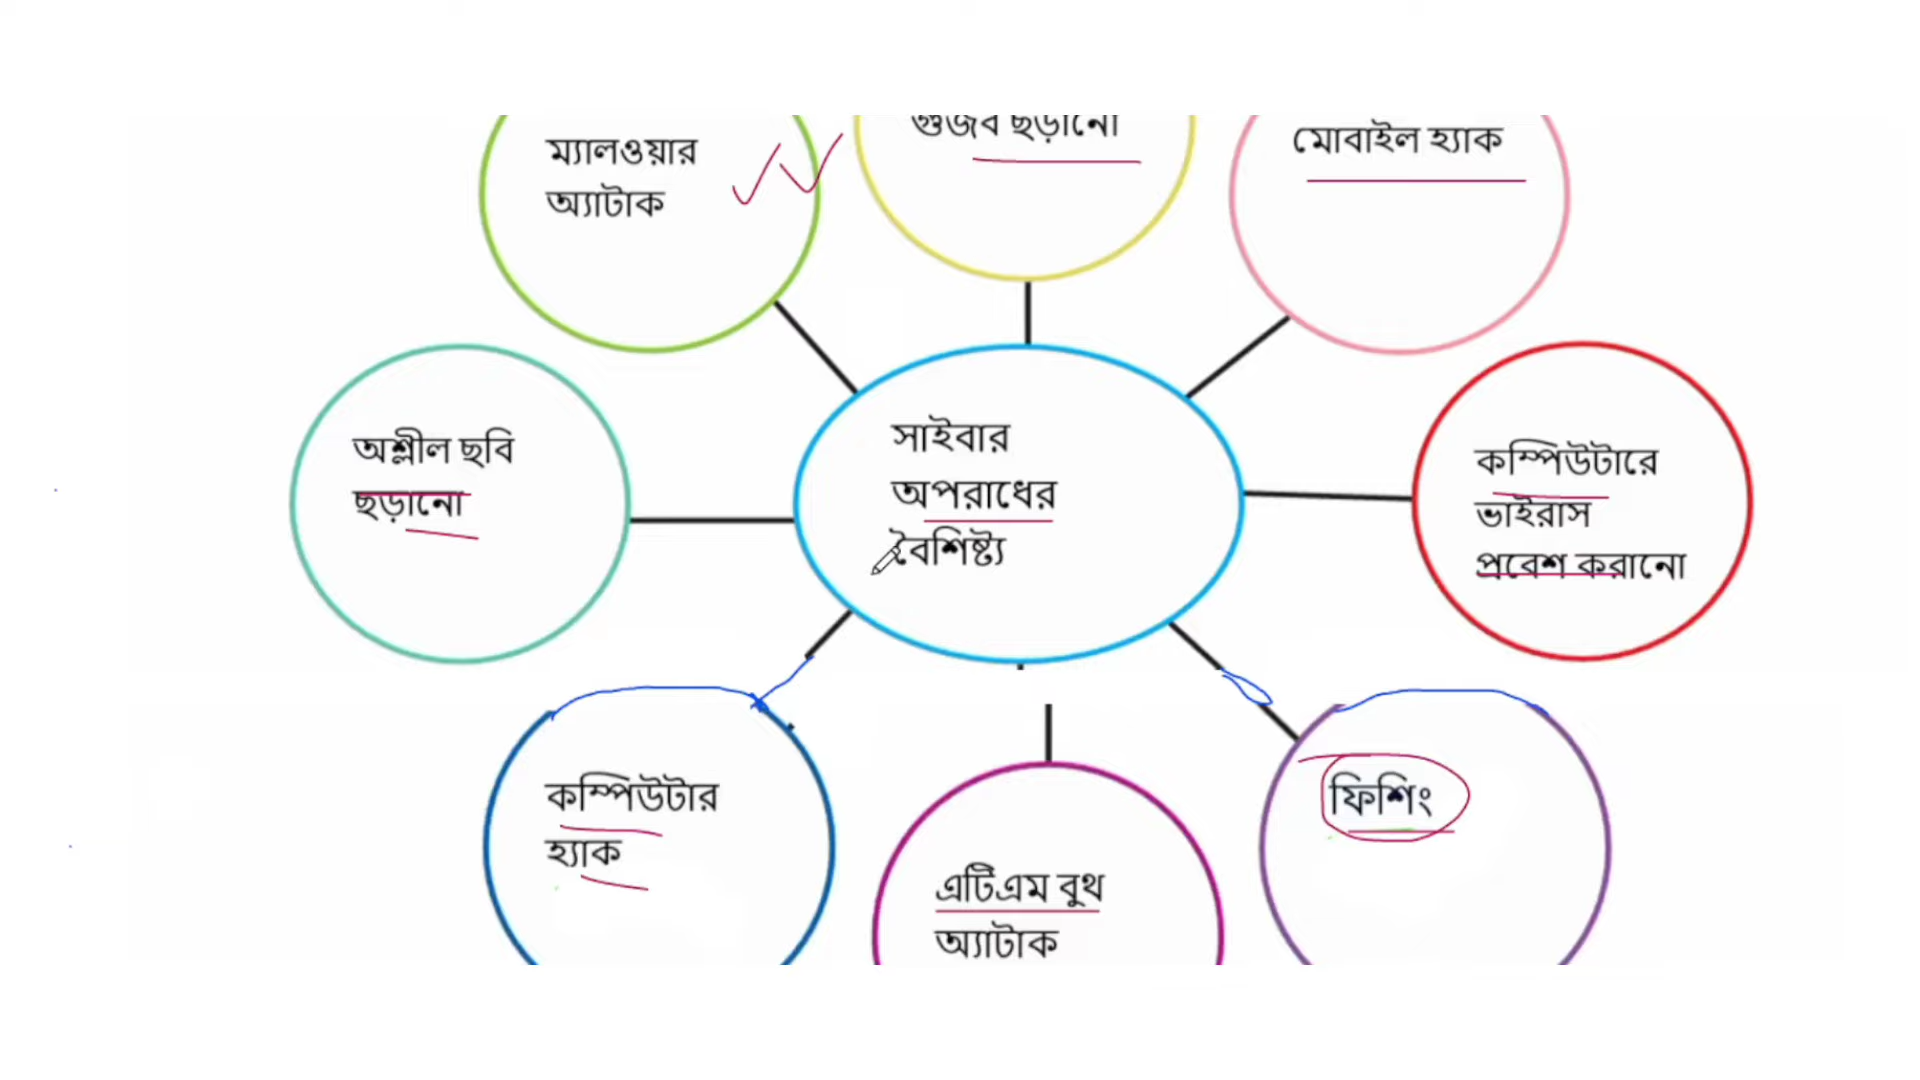 ম্যালওয়ার
অ্যাটাক
গুজব ছড়ানো
মোবাইল হ্যাক
অশ্লীল ছবি
ছড়ানো
সাইবার
অপরাধের
বৈশিষ্ট্য
কম্পিউটারে
ভাইরাস
প্রবেশ করানো
কম্পিউটার
হ্যাক
এটিএম বুথ
অ্যাটাক
ফিশিং